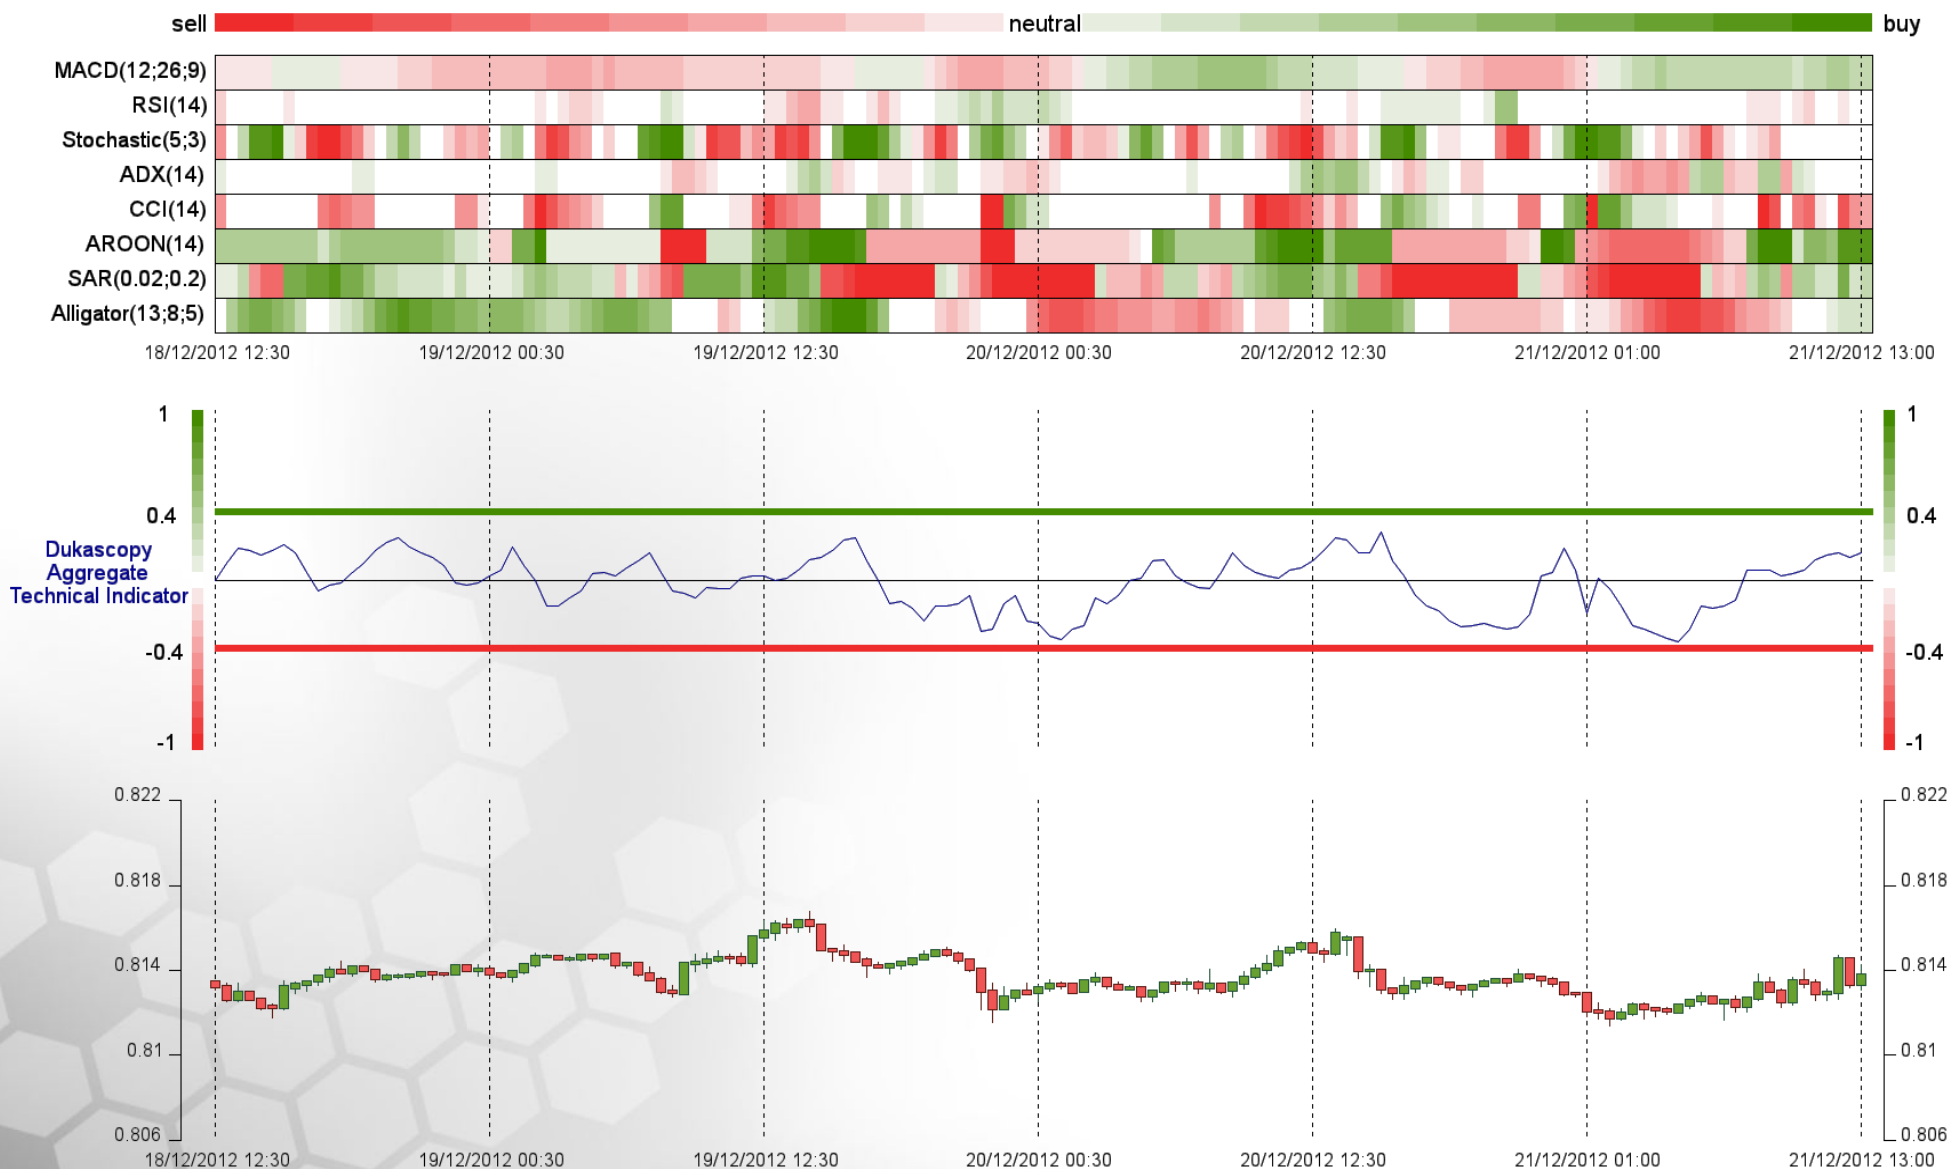 sell neutral buy
MACD(12;26;9)
RSI(14)
Stochastic(5;3)
ADX(14)
CCI(14)
AROON(14)
SAR(0.02;0.2)
Alligator(13;8;5)
18/12/2012 12:30 19/12/2012 00:30 19/12/2012 12:30 20/12/2012 00:30 20/12/2012 12:30 21/12/2012 01:00 21/12/2012 13:00
1 1
0.4 0.4
Dukascopy
Aggregate
Technical Indicator
-0.4 -0.4
-1 -1
0.822 0.822
0.818 0.818
0.814 0.814
0.81 0.81
0.806 0.806
18/12/2012 12:30 19/12/2012 00:30 19/12/2012 12:30 20/12/2012 00:30 20/12/2012 12:30 21/12/2012 01:00 21/12/2012 13:00